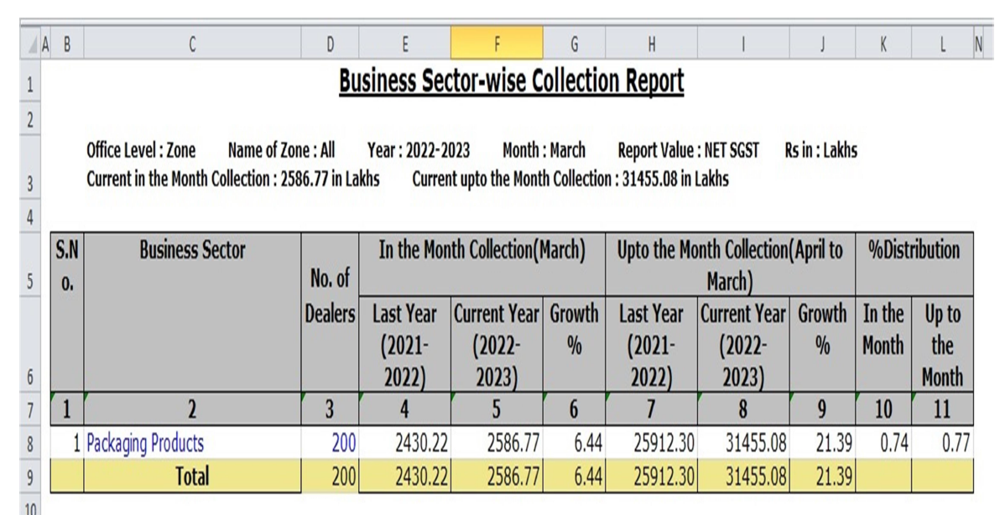 A B C D E F G H I J K L N
1 Business Sector-wise Collection Report
2
Office Level : Zone Name of Zone : All Year : 2022-2023 Month : March Report Value : NET SGST Rs in : Lakhs
3 Current in the Month Collection : 2586.77 in Lakhs Current upto the Month Collection : 31455.08 in Lakhs
4
S.N Business Sector In the Month Collection(March) Upto the Month Collection(April to %Distribution
5 o. No. of March)
Dealers Last Year Current Year Growth Last Year Current Year Growth In the Up to
(2021- (2022- % (2021- (2022- % Month the
6 2022) 2023) 2022) 2023) Month
7 1 2 3 4 5 6 7 8 9 10 11
8 1 Packaging Products 200 2430.22 2586.77 6.44 25912.30 31455.08 21.39 0.74 0.77
9 Total 200 2430.22 2586.77 6.44 25912.30 31455.08 21.39
10